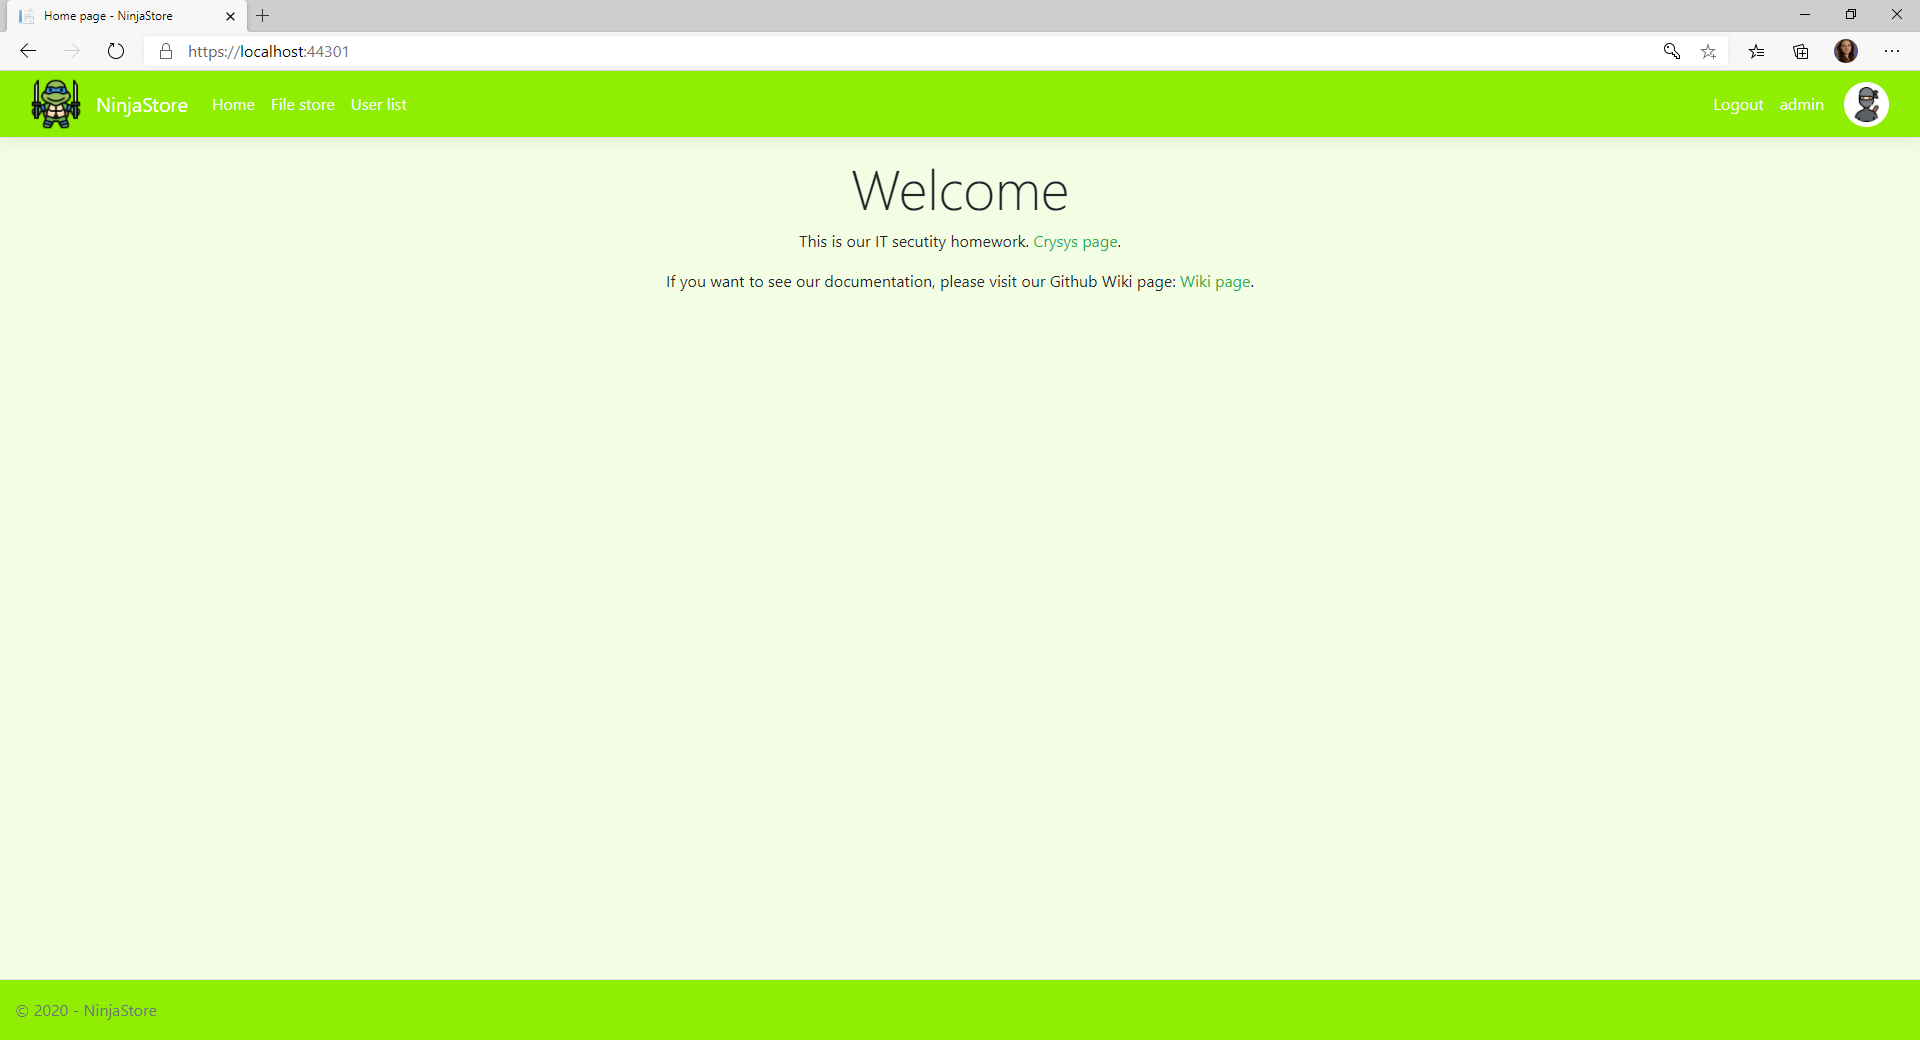 Home page - NinjaStore
https://localhost:44301
NinjaStore Home File store User list Logout admin
Welcome
This is our IT secutity homework. Crysys page.
If you want to see our documentation, please visit our Github Wiki page: Wiki page.
© 2020 - NinjaStore